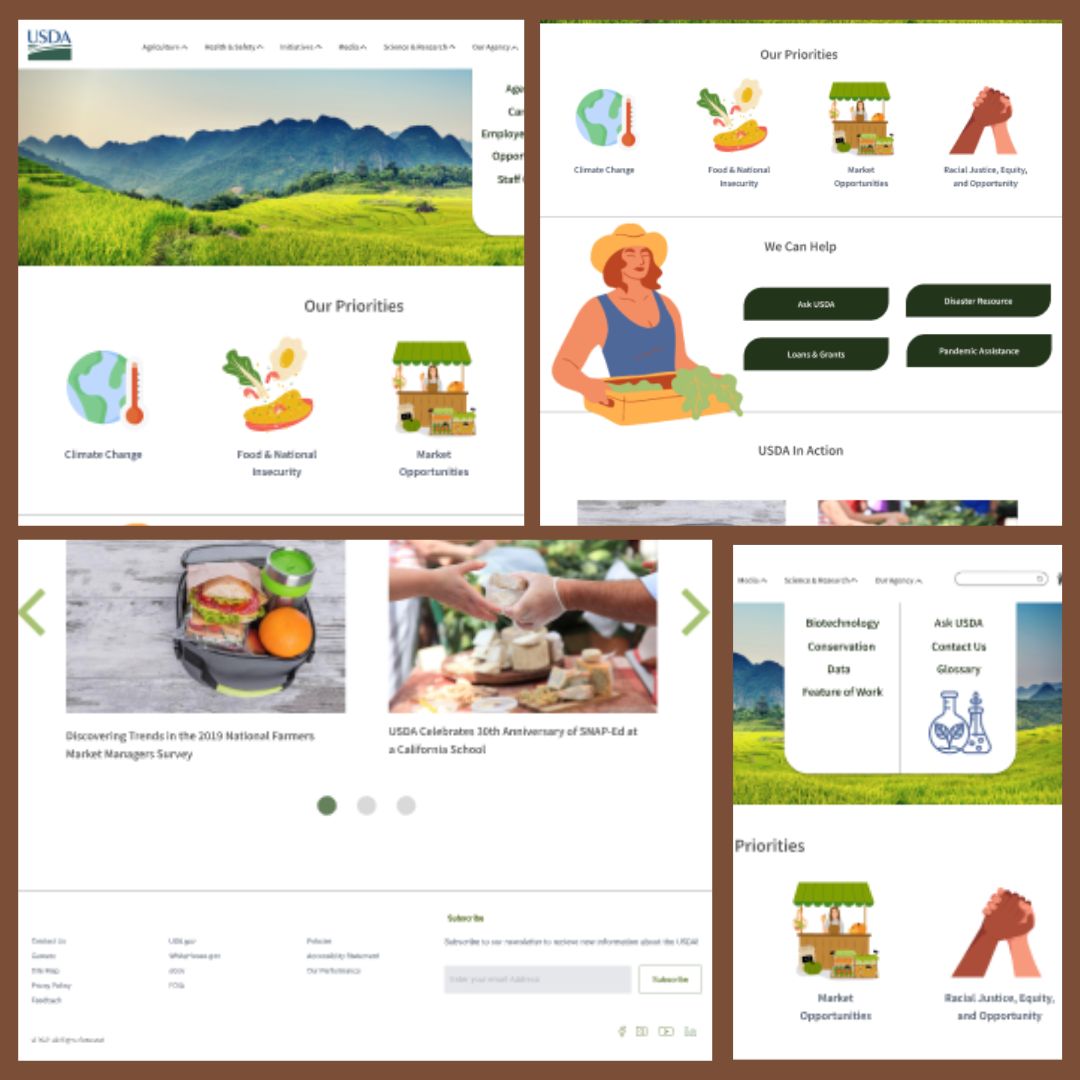 USDA
Agriculture
Health & Safety
Initiatives
Media
Science & Research
Our Agency
Employe
Oppor
Staff
Our Priorities
Climate Change
Food & National
Insecurity
Market
Opportunities
Our Priorities
Climate Change
Food & National
Insecurity
Market
Opportunities
Racial Justice, Equity,
and Opportunity
We Can Help
Ask USDA
Disaster Resource
Loans & Grants
Pandemic Assistance
USDA In Action
Discovering Trends in the 2019 National Farmers
Market Managers Survey
USDA Celebrates 30th Anniversary of SNAP-Ed at
a California School
Contact Us
Careers
Site Map
Privacy Policy
Feedback
USA.gov
WhiteHouse.gov
FOIA
Policies
Accessibility Statement
Our Performance
Subscribe
Subscribe to our newsletter to recieve new information about the USDA!
Enter your email Address
Subscribe
All Rights Reserved
Media
Science & Research
Our Agency
Biotechnology
Conservation
Data
Feature of Work
Ask USDA
Contact Us
Glossary
Priorities
Market
Opportunities
Racial Justice, Equity,
and Opportunity